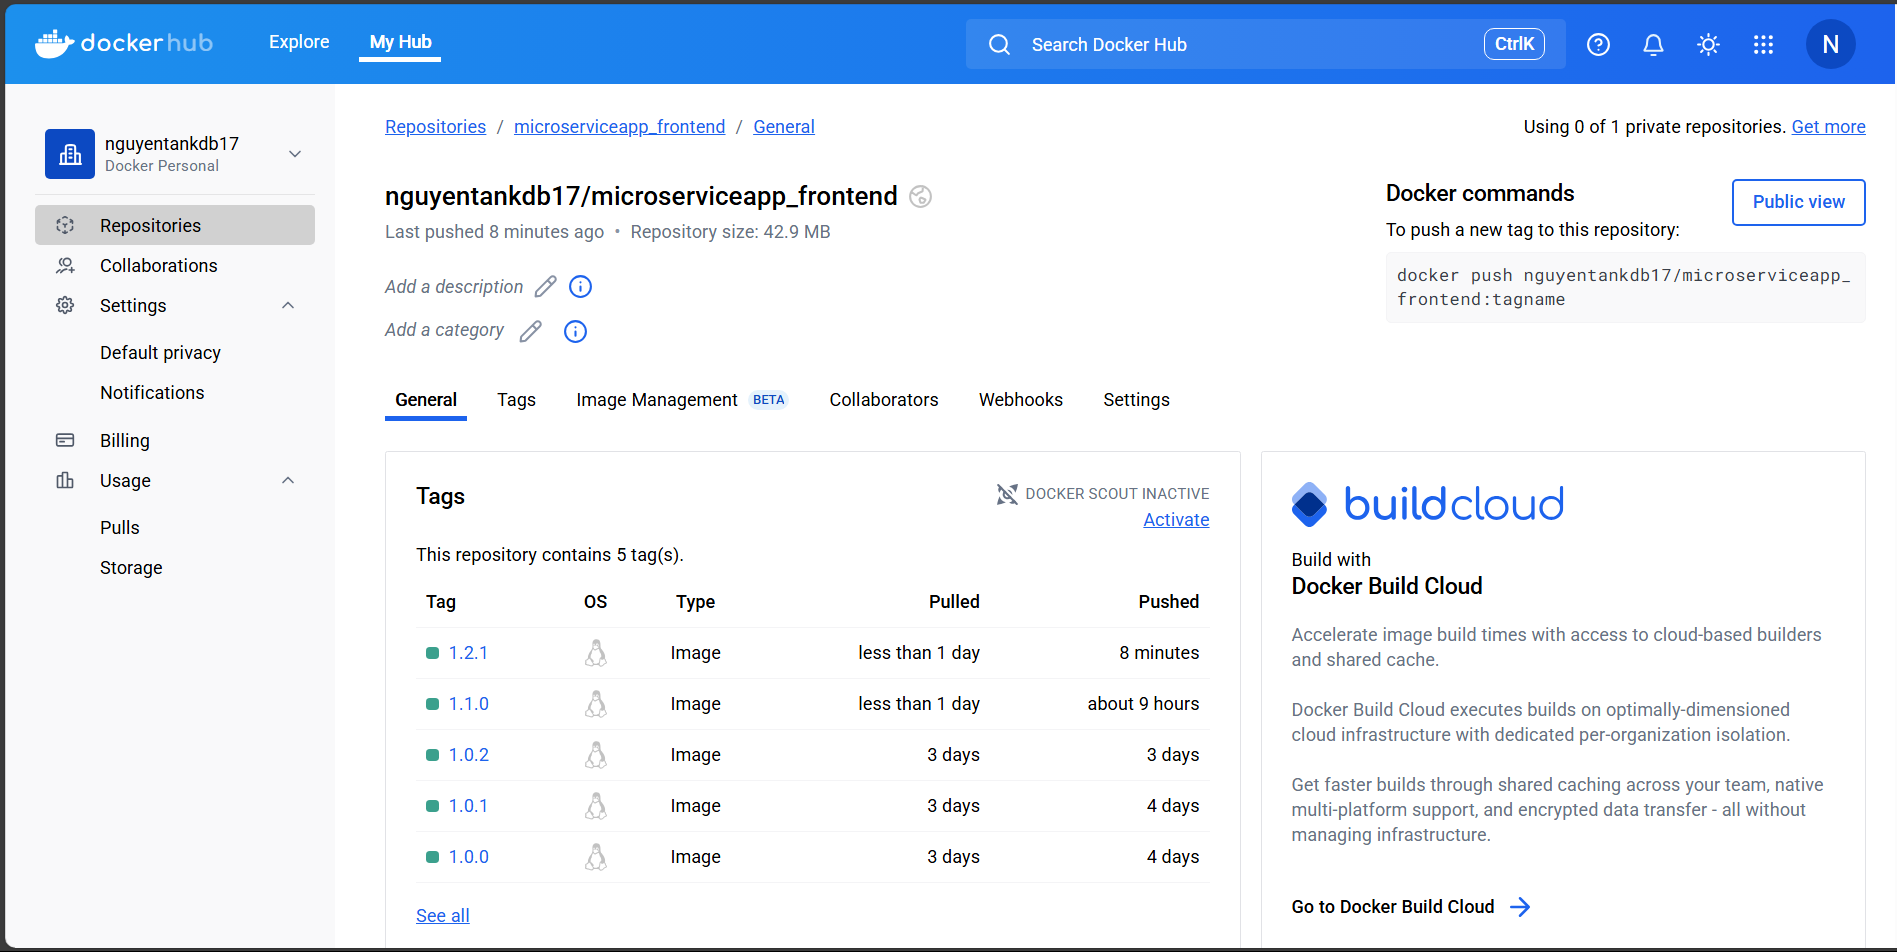 dockerhub
Explore
My Hub
Search Docker Hub
CtrlK
N
nguyentankdb17
Docker Personal
Repositories
Collaborations
Settings
Default privacy
Notifications
Billing
Usage
Pulls
Storage
Repositories / microserviceapp_frontend / General
Using 0 of 1 private repositories. Get more
nguyentankdb17/microserviceapp_frontend
Last pushed 8 minutes ago • Repository size: 42.9 MB
Add a description
Add a category
Docker commands
Public view
To push a new tag to this repository:
docker push nguyentankdb17/microserviceapp_
frontend:tagname
General Tags Image Management BETA Collaborators Webhooks Settings
Tags
DOCKER SCOUT INACTIVE
Activate
This repository contains 5 tag(s).
Tag OS Type Pulled Pushed
1.2.1 Image less than 1 day 8 minutes
1.1.0 Image less than 1 day about 9 hours
1.0.2 Image 3 days 3 days
1.0.1 Image 3 days 4 days
1.0.0 Image 3 days 4 days
See all
buildcloud
Build with
Docker Build Cloud
Accelerate image build times with access to cloud-based builders
and shared cache.
Docker Build Cloud executes builds on optimally-dimensioned
cloud infrastructure with dedicated per-organization isolation.
Get faster builds through shared caching across your team, native
multi-platform support, and encrypted data transfer - all without
managing infrastructure.
Go to Docker Build Cloud